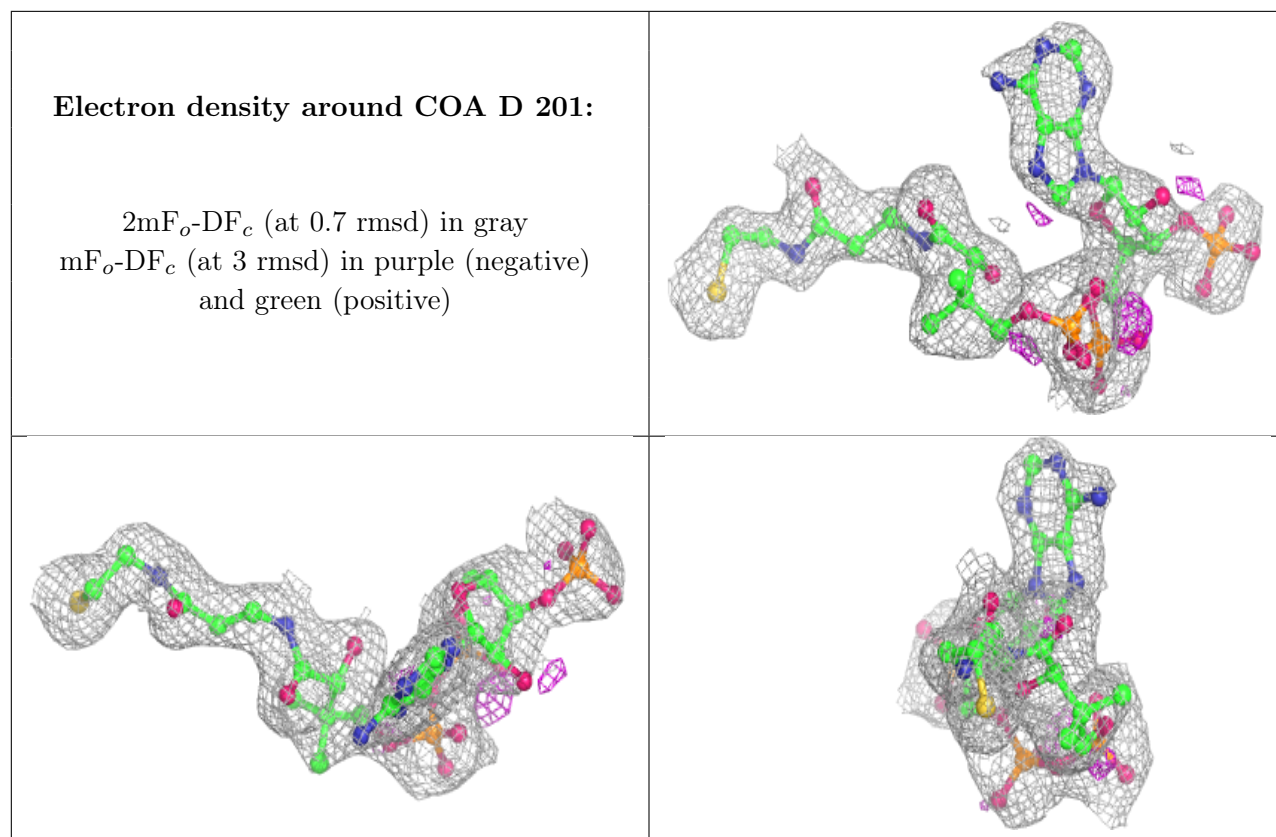 Electron density around COA D 201:
2mFo-DFc (at 0.7 rmsd) in gray
mFo-DFc (at 3 rmsd) in purple (negative)
and green (positive)